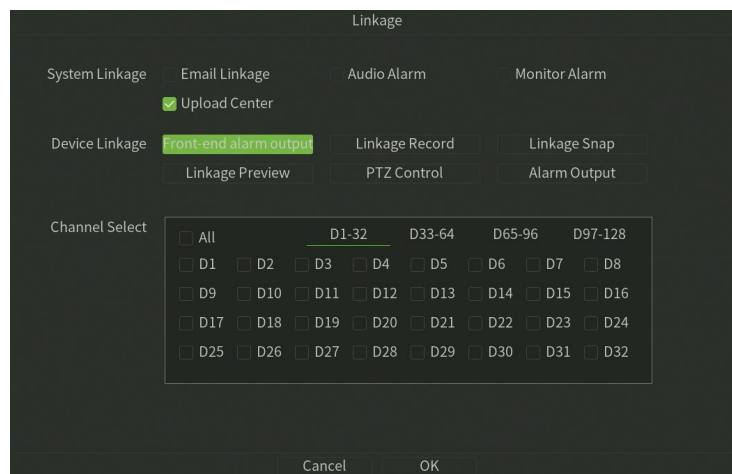 Linkage
System Linkage Email Linkage Audio Alarm Monitor Alarm
Upload Center
Device Linkage Front-end alarm output Linkage Record Linkage Snap
Linkage Preview PTZ Control Alarm Output
Channel Select All D1-32 D33-64 D65-96 D97-128
D1 D2 D3 D4 D5 D6 D7 D8
D9 D10 D11 D12 D13 D14 D15 D16
D17 D18 D19 D20 D21 D22 D23 D24
D25 D26 D27 D28 D29 D30 D31 D32
Cancel OK